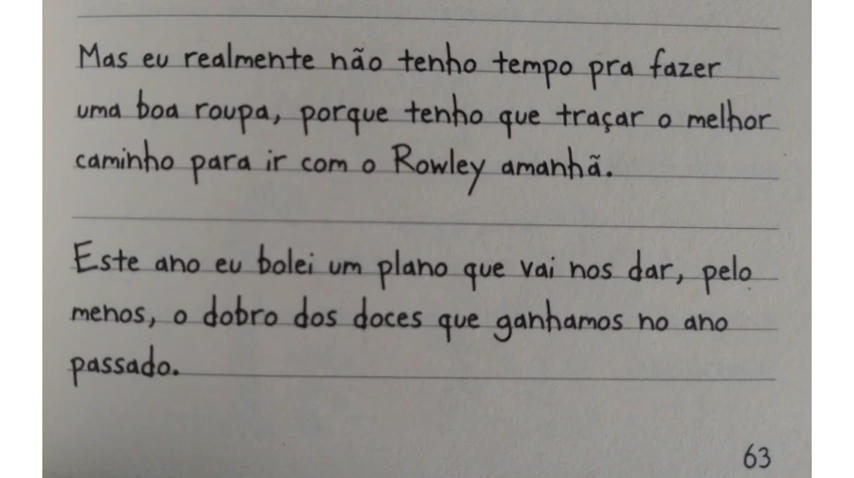 Mas eu realmente não tenho tempo pra fazer
uma boa roupa, porque tenho que traçar o melhor
caminho para ir com o Rowley amanhã.
Este ano eu bolei um plano que vai nos dar, pelo
menos, o dobro dos doces que ganhamos no ano
passado.
63